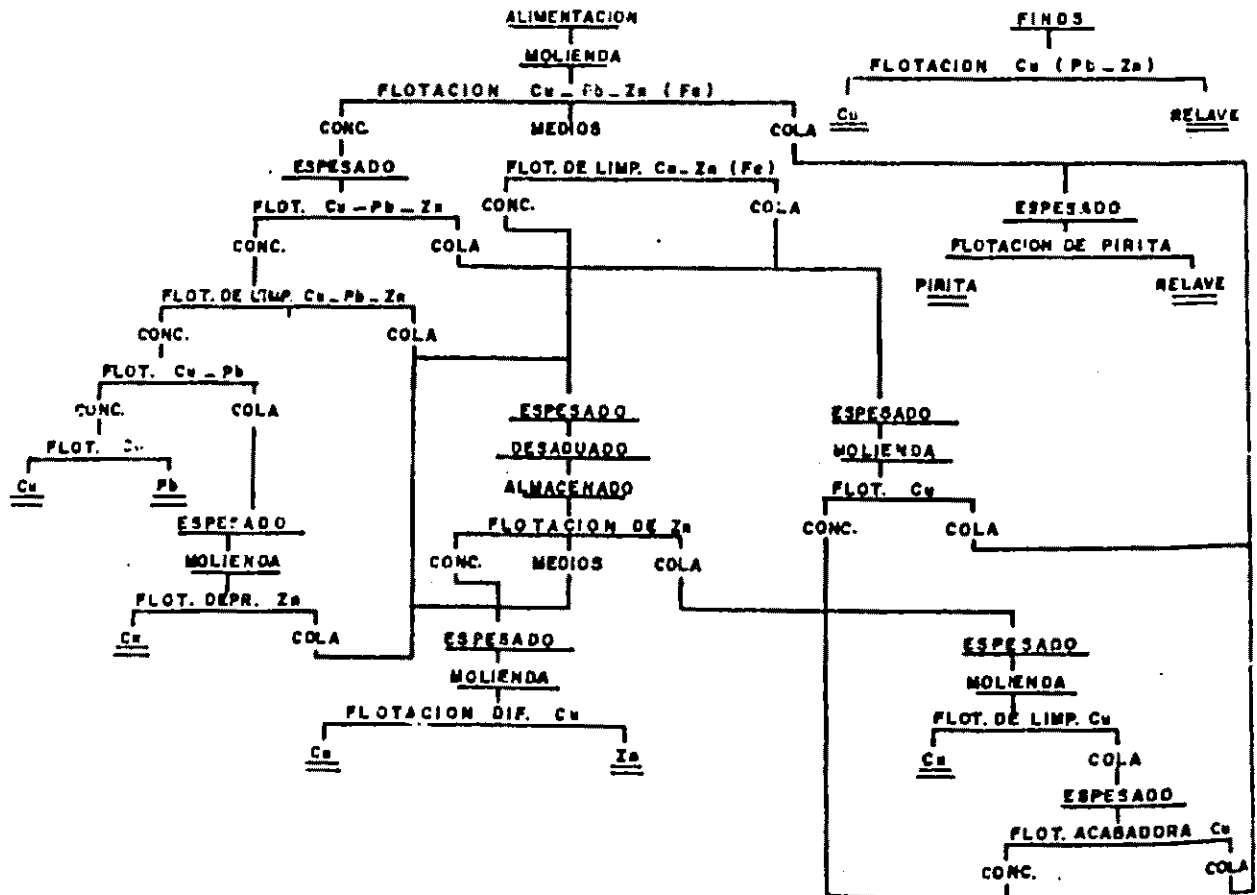 ALIMENTACION
FINOS
MOLIENDA
FLOTACION Cu (Pb-Zn)
FLOTACION Cu-Pb-Zn (Fe)
Cu
RELAVE
CONC.
MEDIOS
COLA
ESPESADO
FLOT. DE LIMP. Cu-Zn (Fe)
CONC.
COLA
FLOT. Cu-Pb-Zn
ESPESADO
CONC.
COLA
FLOTACION DE PIRITA
PIRITA
RELAVE
FLOT. DE LIMP. Cu-Pb-Zn
CONC.
COLA
FLOT. Cu-Pb
CONC.
COLA
ESPESADO
ESPESADO
FLOT. Cu
DESAGUADO
MOLIENDA
Cu
Pb
ALMACENADO
FLOT. Cu
ESPESADO
FLOTACION DE Zn
CONC.
COLA
MOLIENDA
CONC.
MEDIOS
COLA
FLOT. DEPR. Zn
Cu
COLA
ESPESADO
ESPESADO
MOLIENDA
MOLIENDA
FLOTACION DIF. Cu
FLOT. DE LIMP. Cu
Cu
Zn
Cu
COLA
ESPESADO
FLOT. ACABADORA Cu
CONC.
COLA